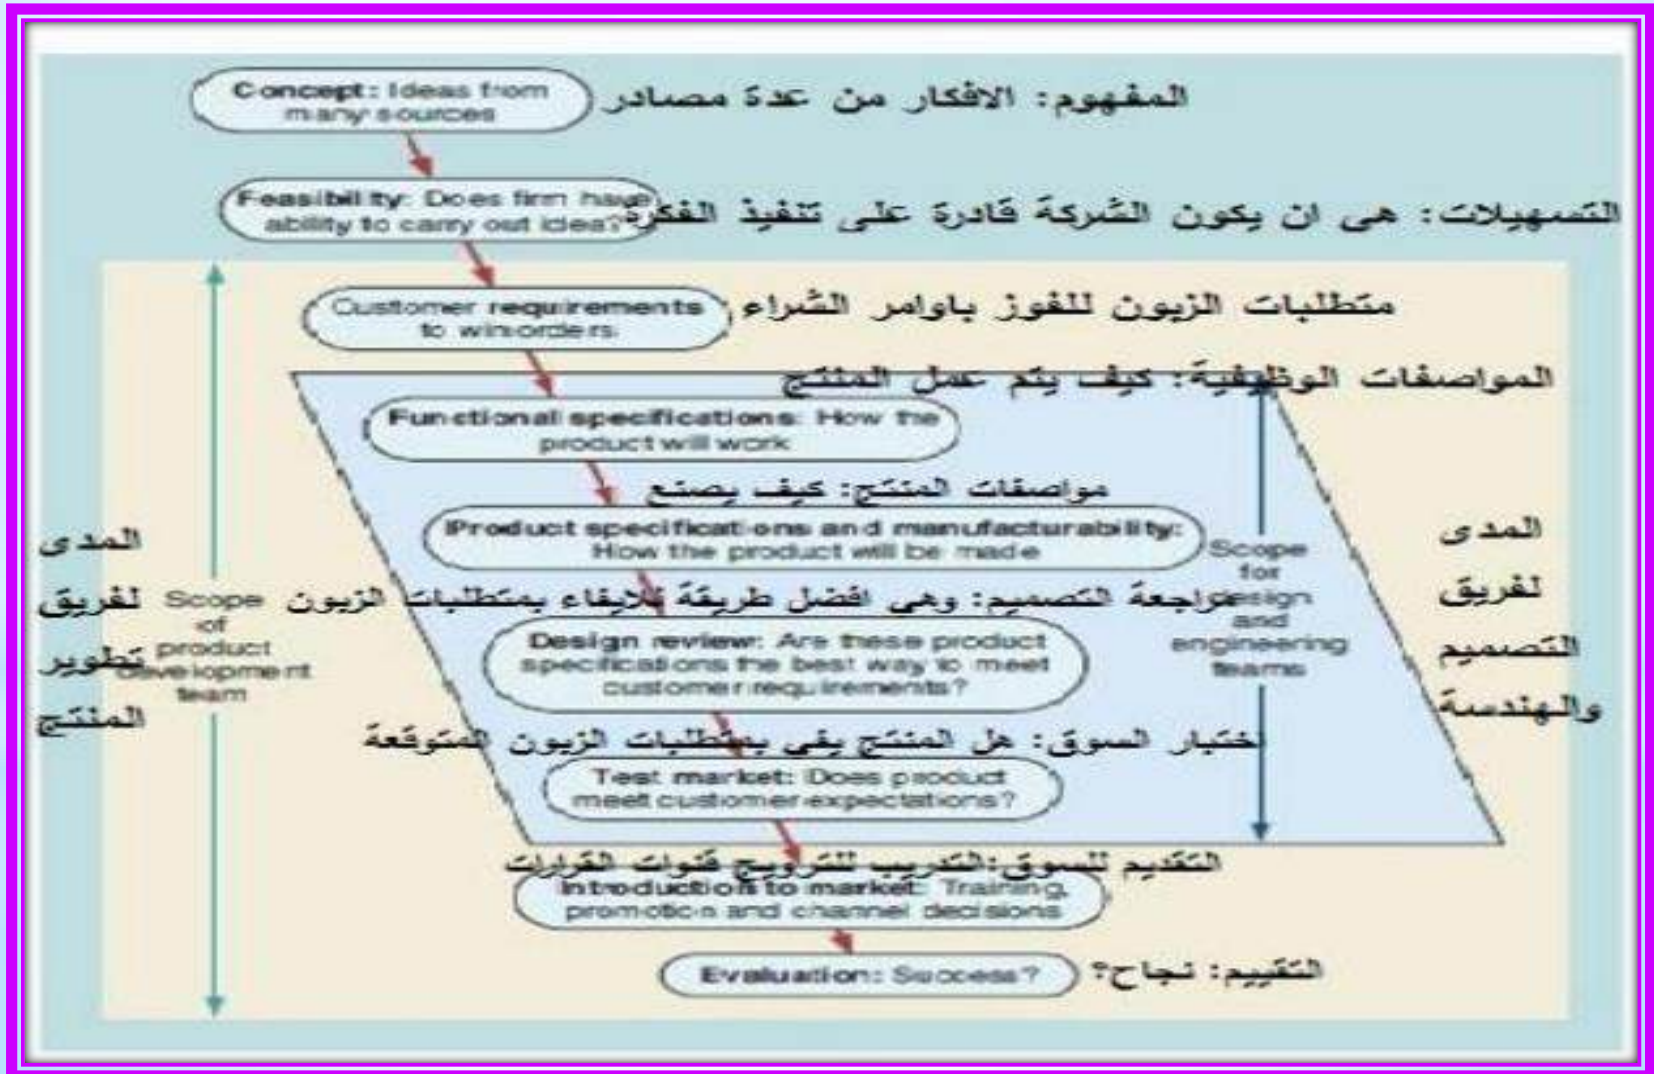 Concept: Ideas from
many sources
المفهوم: الافكار من عدة مصادر
Feasibility: Does firm have
ability to carry out idea?
التسهيلات: هى ان يكون الشركة قادرة على تنفيذ الفكرة
Customer requirements
to win orders
متطلبات الزبون للفوز باوامر الشراء
المواصفات الوظيفية: كيف يتم عمل المنتج
Functional specifications: How the
product will work
مواصفات المنتج: كيف يصنع
Product specifications and manufacturability:
How the product will be made
مراجعة التصميم: وهي افضل طريقة للايفاء بمتطلبات الزبون
Design review: Are these product
specifications the best way to meet
customer requirements?
ختبار السوق: هل المنتج يفي بمتطلبات الزبون المتوقعة
Test market: Does product
meet customer expectations?
التقديم للسوق:التدريب للترويج قنوات القرارات
Introduction to market: Training,
promotion and channel decisions
Evaluation: Success?
التقييم: نجاح؟
Scope
of
product
development
team
المدى
لفريق
تطوير
المنتج
Scope
for
design
and
engineering
teams
المدى
لفريق
التصميم
والهندسة